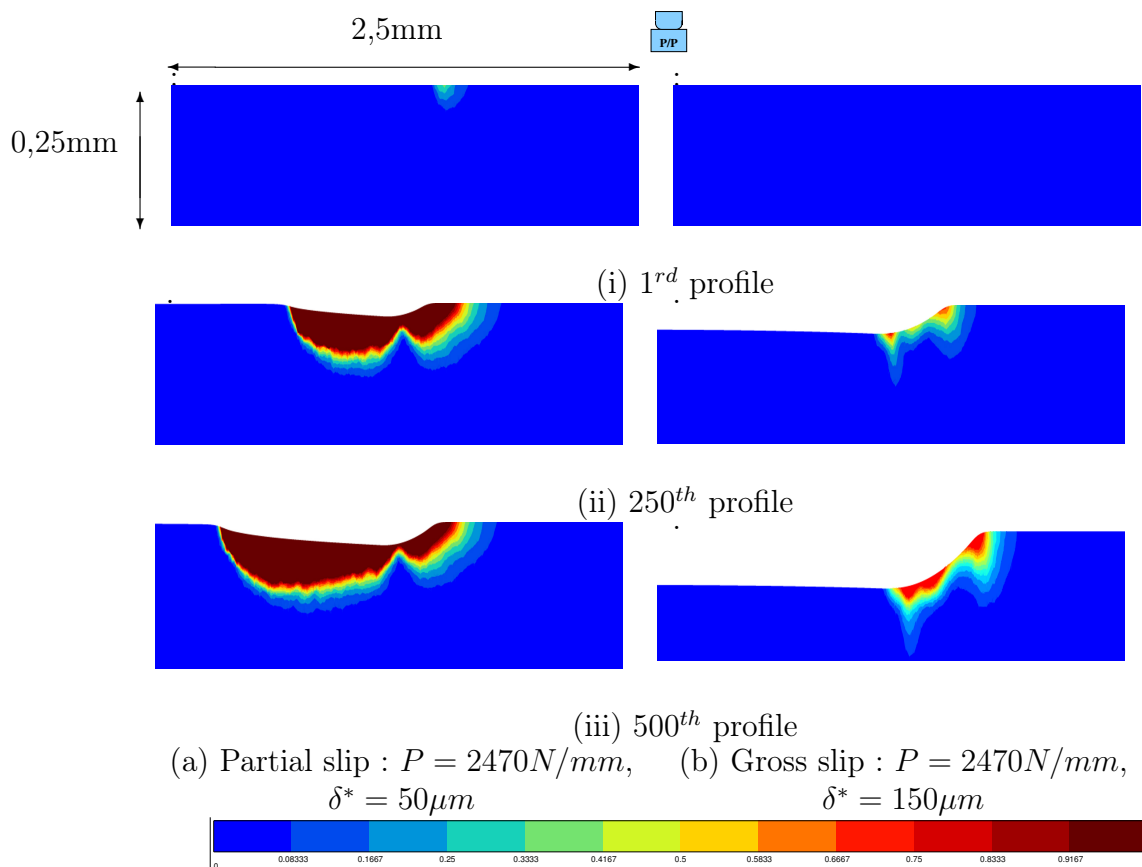 2,5mm
P/P
0,25mm
(i) 1^{rd} profile
(ii) 250^{th} profile
(iii) 500^{th} profile
(a) Partial slip : P = 2470N/mm, δ* = 50μm
(b) Gross slip : P = 2470N/mm, δ* = 150μm
0 0.08333 0.1667 0.25 0.3333 0.4167 0.5 0.5833 0.6667 0.75 0.8333 0.9167